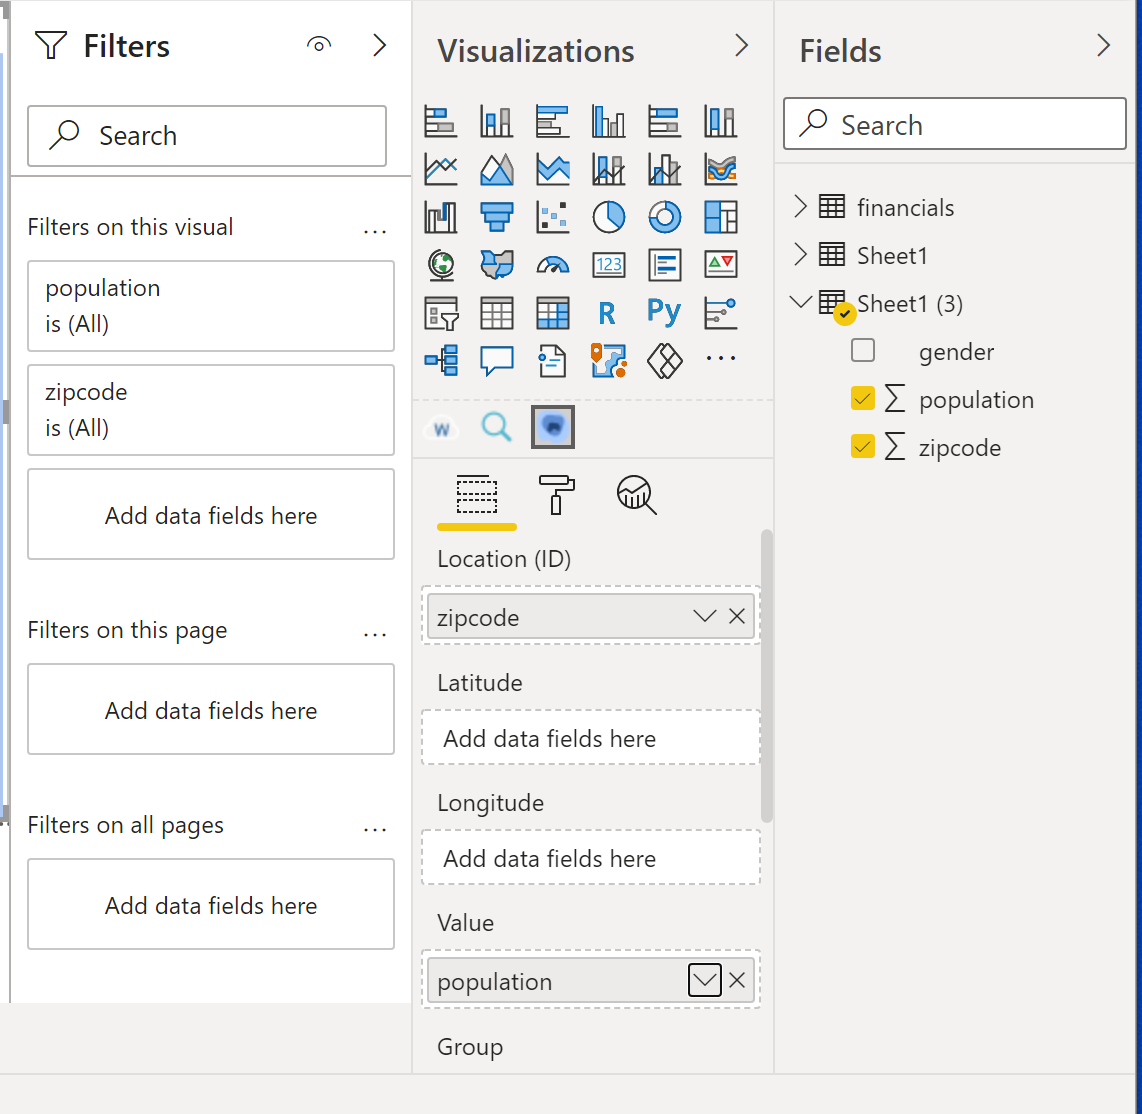 Filters
Search
Filters on this visual
...
population
is (All)
zipcode
is (All)
Add data fields here
Filters on this page
...
Add data fields here
Filters on all pages
...
Add data fields here
Visualizations
123
R
Py
...
W
Location (ID)
zipcode
Latitude
Add data fields here
Longitude
Add data fields here
Value
population
Group
Fields
Search
financials
Sheet1
Sheet1 (3)
gender
∑ population
∑ zipcode